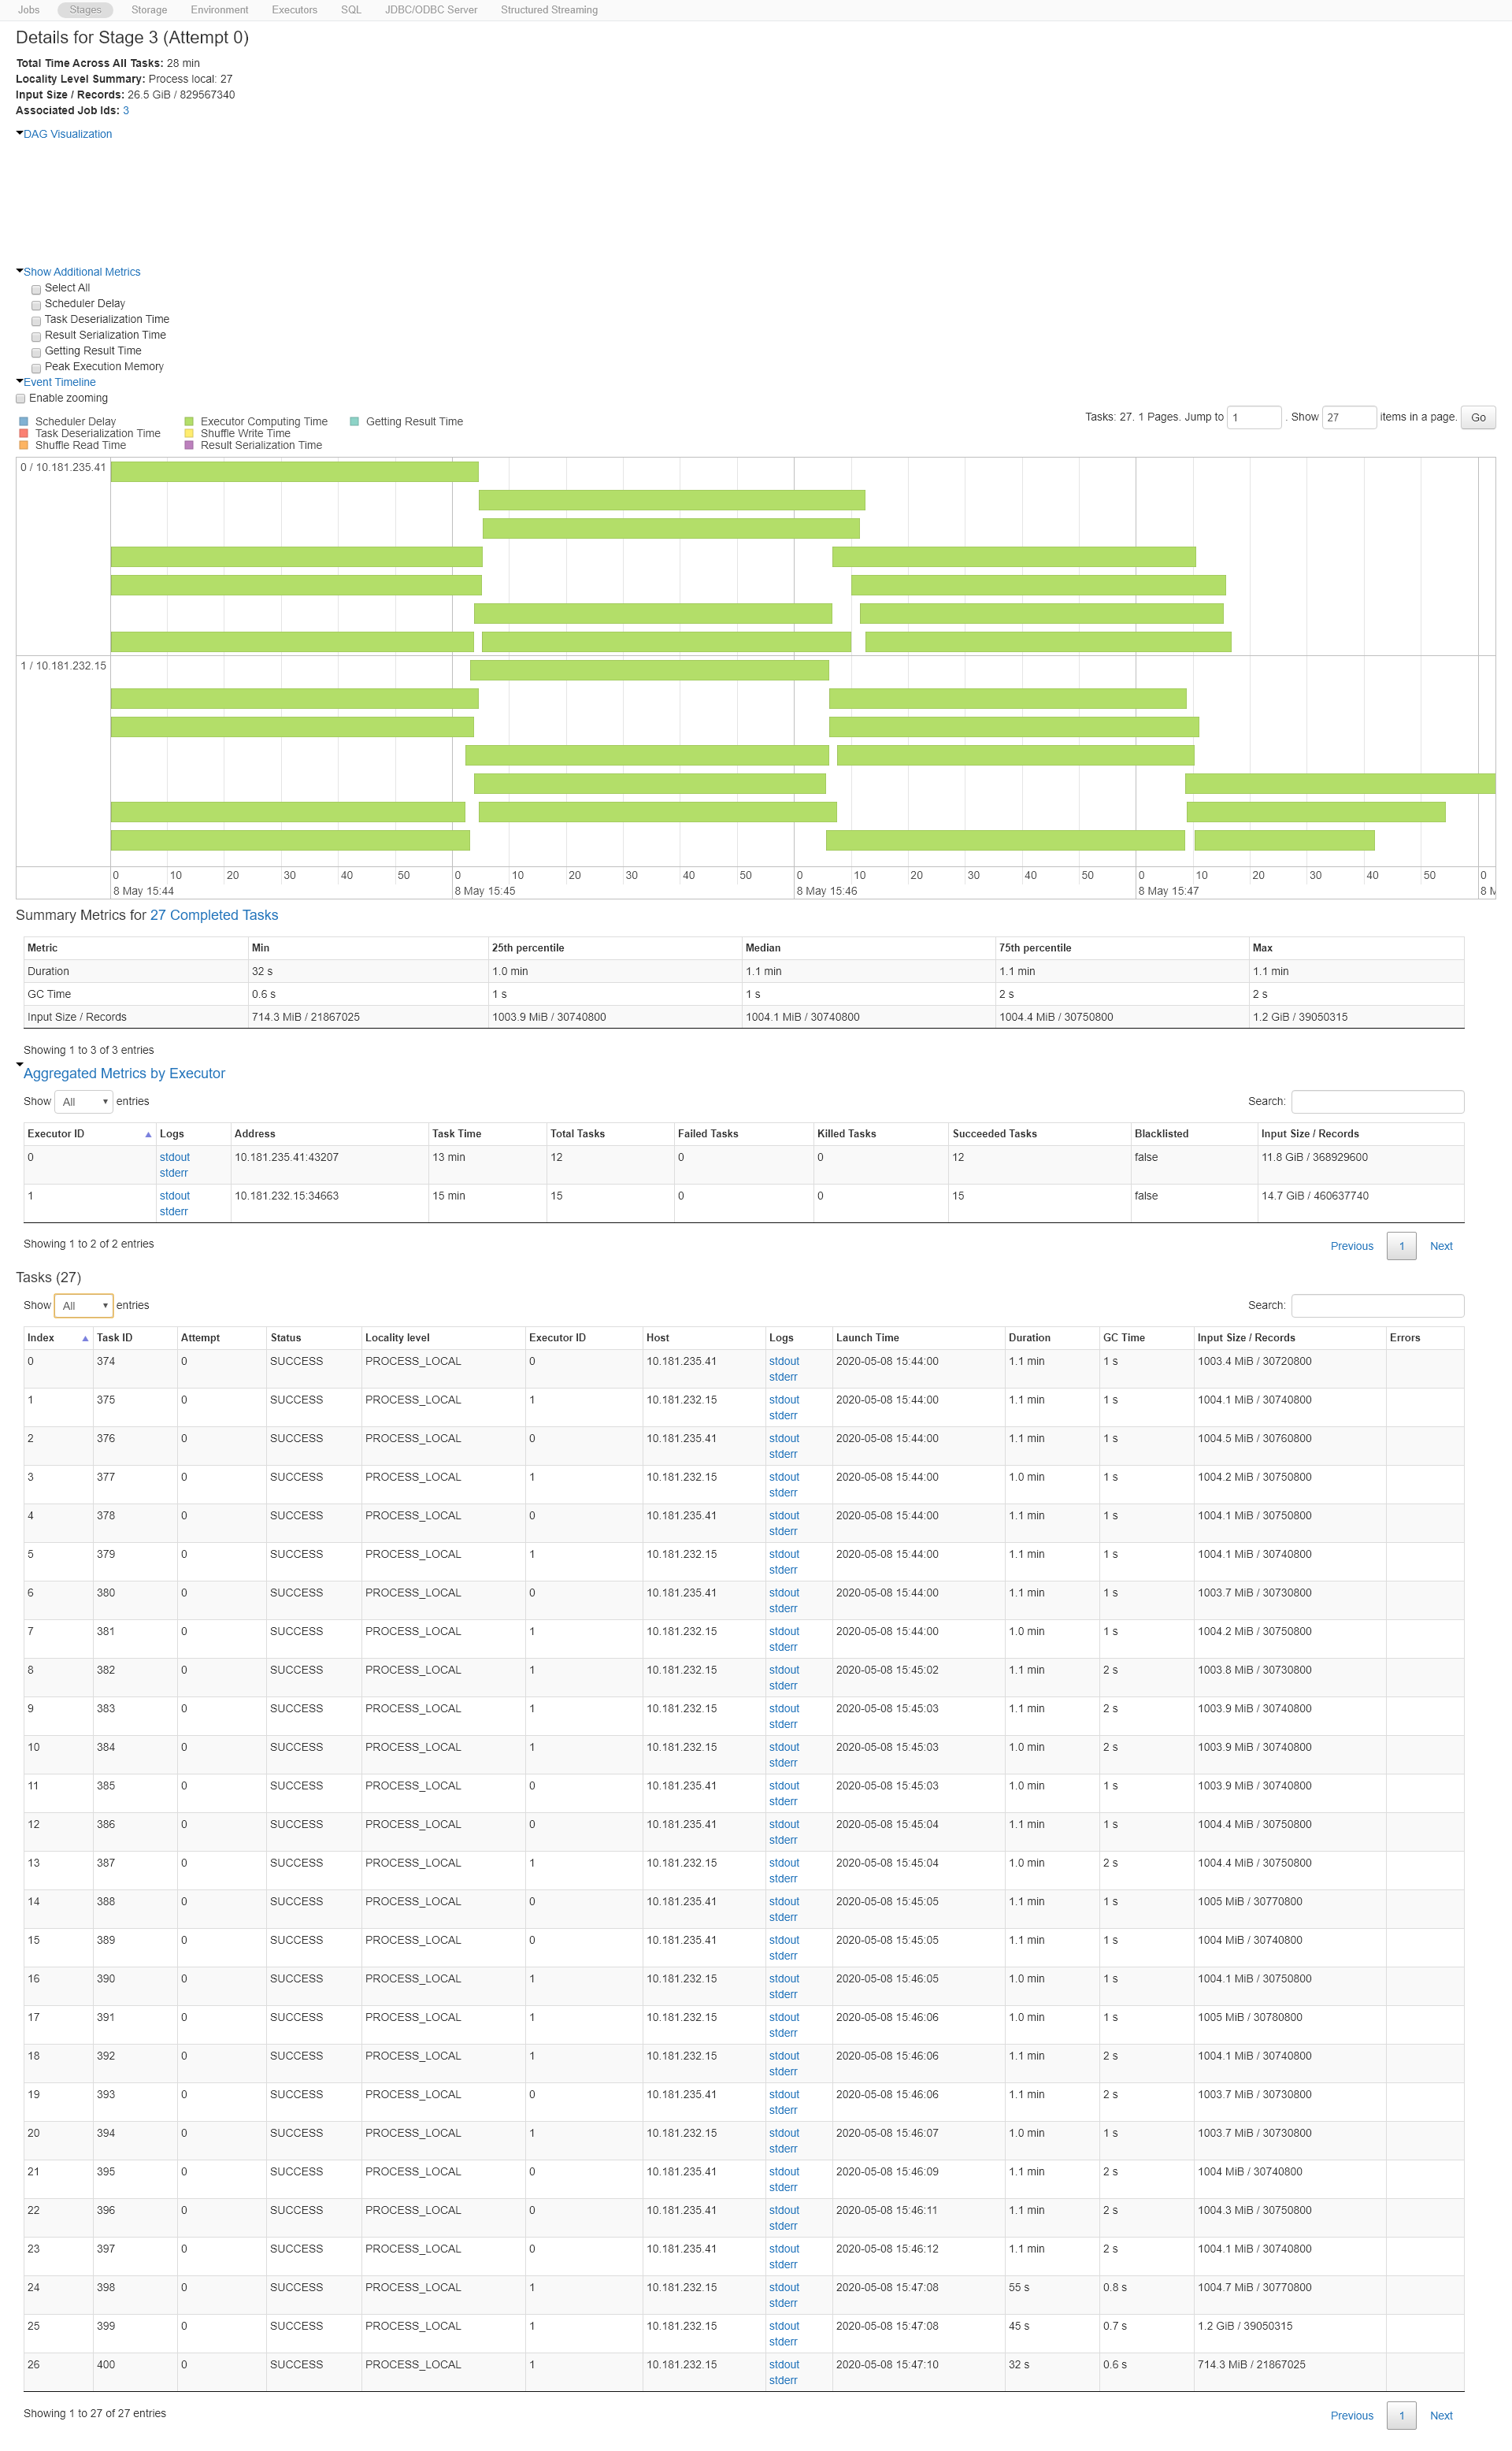 Jobs Stages Storage Environment Executors SQL JDBC/ODBC Server Structured Streaming
Details for Stage 3 (Attempt 0)
Total Time Across All Tasks: 28 min
Locality Level Summary: Process local: 27
Input Size / Records: 26.5 GiB / 829567340
Associated Job Ids: 3
DAG Visualization
Show Additional Metrics
Select All
Scheduler Delay
Task Deserialization Time
Result Serialization Time
Getting Result Time
Peak Execution Memory
Event Timeline
Enable zooming
Tasks: 27. 1 Pages. Jump to 1 . Show 27 items in a page. Go
Scheduler Delay Executor Computing Time Getting Result Time
Task Deserialization Time Shuffle Write Time
Shuffle Read Time Result Serialization Time
0 / 10.181.235.41
1 / 10.181.232.15
0 10 20 30 40 50 0 10 20 30 40 50 0 10 20 30 40 50 0 10 20 30 40 50 0
8 May 15:44 8 May 15:45 8 May 15:46 8 May 15:47 8 M
Summary Metrics for 27 Completed Tasks
Metric Min 25th percentile Median 75th percentile Max
Duration 32 s 1.0 min 1.1 min 1.1 min 1.1 min
GC Time 0.6 s 1 s 1 s 2 s 2 s
Input Size / Records 714.3 MiB / 21867025 1003.9 MiB / 30740800 1004.1 MiB / 30740800 1004.4 MiB / 30750800 1.2 GiB / 39050315
Showing 1 to 3 of 3 entries
Aggregated Metrics by Executor
Show All entries Search:
Executor ID Logs Address Task Time Total Tasks Failed Tasks Killed Tasks Succeeded Tasks Blacklisted Input Size / Records
0 stdout 10.181.235.41:43207 13 min 12 0 0 12 false 11.8 GiB / 368929600
stderr
1 stdout 10.181.232.15:34663 15 min 15 0 0 15 false 14.7 GiB / 460637740
stderr
Showing 1 to 2 of 2 entries Previous 1 Next
Tasks (27)
Show All entries Search:
Index Task ID Attempt Status Locality level Executor ID Host Logs Launch Time Duration GC Time Input Size / Records Errors
0 374 0 SUCCESS PROCESS_LOCAL 0 10.181.235.41 stdout 2020-05-08 15:44:00 1.1 min 1 s 1003.4 MiB / 30720800
stderr
1 375 0 SUCCESS PROCESS_LOCAL 1 10.181.232.15 stdout 2020-05-08 15:44:00 1.1 min 1 s 1004.1 MiB / 30740800
stderr
2 376 0 SUCCESS PROCESS_LOCAL 0 10.181.235.41 stdout 2020-05-08 15:44:00 1.1 min 1 s 1004.5 MiB / 30760800
stderr
3 377 0 SUCCESS PROCESS_LOCAL 1 10.181.232.15 stdout 2020-05-08 15:44:00 1.0 min 1 s 1004.2 MiB / 30750800
stderr
4 378 0 SUCCESS PROCESS_LOCAL 0 10.181.235.41 stdout 2020-05-08 15:44:00 1.1 min 1 s 1004.1 MiB / 30750800
stderr
5 379 0 SUCCESS PROCESS_LOCAL 1 10.181.232.15 stdout 2020-05-08 15:44:00 1.1 min 1 s 1004.1 MiB / 30740800
stderr
6 380 0 SUCCESS PROCESS_LOCAL 0 10.181.235.41 stdout 2020-05-08 15:44:00 1.1 min 1 s 1003.7 MiB / 30730800
stderr
7 381 0 SUCCESS PROCESS_LOCAL 1 10.181.232.15 stdout 2020-05-08 15:44:00 1.0 min 1 s 1004.2 MiB / 30750800
stderr
8 382 0 SUCCESS PROCESS_LOCAL 1 10.181.232.15 stdout 2020-05-08 15:45:02 1.1 min 2 s 1003.8 MiB / 30730800
stderr
9 383 0 SUCCESS PROCESS_LOCAL 1 10.181.232.15 stdout 2020-05-08 15:45:03 1.1 min 2 s 1003.9 MiB / 30740800
stderr
10 384 0 SUCCESS PROCESS_LOCAL 1 10.181.232.15 stdout 2020-05-08 15:45:03 1.0 min 2 s 1003.9 MiB / 30740800
stderr
11 385 0 SUCCESS PROCESS_LOCAL 0 10.181.235.41 stdout 2020-05-08 15:45:03 1.0 min 1 s 1003.9 MiB / 30740800
stderr
12 386 0 SUCCESS PROCESS_LOCAL 0 10.181.235.41 stdout 2020-05-08 15:45:04 1.1 min 1 s 1004.4 MiB / 30750800
stderr
13 387 0 SUCCESS PROCESS_LOCAL 1 10.181.232.15 stdout 2020-05-08 15:45:04 1.0 min 2 s 1004.4 MiB / 30750800
stderr
14 388 0 SUCCESS PROCESS_LOCAL 0 10.181.235.41 stdout 2020-05-08 15:45:05 1.1 min 1 s 1005 MiB / 30770800
stderr
15 389 0 SUCCESS PROCESS_LOCAL 0 10.181.235.41 stdout 2020-05-08 15:45:05 1.1 min 1 s 1004 MiB / 30740800
stderr
16 390 0 SUCCESS PROCESS_LOCAL 1 10.181.232.15 stdout 2020-05-08 15:46:05 1.0 min 1 s 1004.1 MiB / 30750800
stderr
17 391 0 SUCCESS PROCESS_LOCAL 1 10.181.232.15 stdout 2020-05-08 15:46:06 1.0 min 1 s 1005 MiB / 30780800
stderr
18 392 0 SUCCESS PROCESS_LOCAL 1 10.181.232.15 stdout 2020-05-08 15:46:06 1.1 min 2 s 1004.1 MiB / 30740800
stderr
19 393 0 SUCCESS PROCESS_LOCAL 0 10.181.235.41 stdout 2020-05-08 15:46:06 1.1 min 2 s 1003.7 MiB / 30730800
stderr
20 394 0 SUCCESS PROCESS_LOCAL 1 10.181.232.15 stdout 2020-05-08 15:46:07 1.0 min 1 s 1003.7 MiB / 30730800
stderr
21 395 0 SUCCESS PROCESS_LOCAL 0 10.181.235.41 stdout 2020-05-08 15:46:09 1.1 min 2 s 1004 MiB / 30740800
stderr
22 396 0 SUCCESS PROCESS_LOCAL 0 10.181.235.41 stdout 2020-05-08 15:46:11 1.1 min 2 s 1004.3 MiB / 30750800
stderr
23 397 0 SUCCESS PROCESS_LOCAL 0 10.181.235.41 stdout 2020-05-08 15:46:12 1.1 min 2 s 1004.1 MiB / 30740800
stderr
24 398 0 SUCCESS PROCESS_LOCAL 1 10.181.232.15 stdout 2020-05-08 15:47:08 55 s 0.8 s 1004.7 MiB / 30770800
stderr
25 399 0 SUCCESS PROCESS_LOCAL 1 10.181.232.15 stdout 2020-05-08 15:47:08 45 s 0.7 s 1.2 GiB / 39050315
stderr
26 400 0 SUCCESS PROCESS_LOCAL 1 10.181.232.15 stdout 2020-05-08 15:47:10 32 s 0.6 s 714.3 MiB / 21867025
stderr
Showing 1 to 27 of 27 entries Previous 1 Next